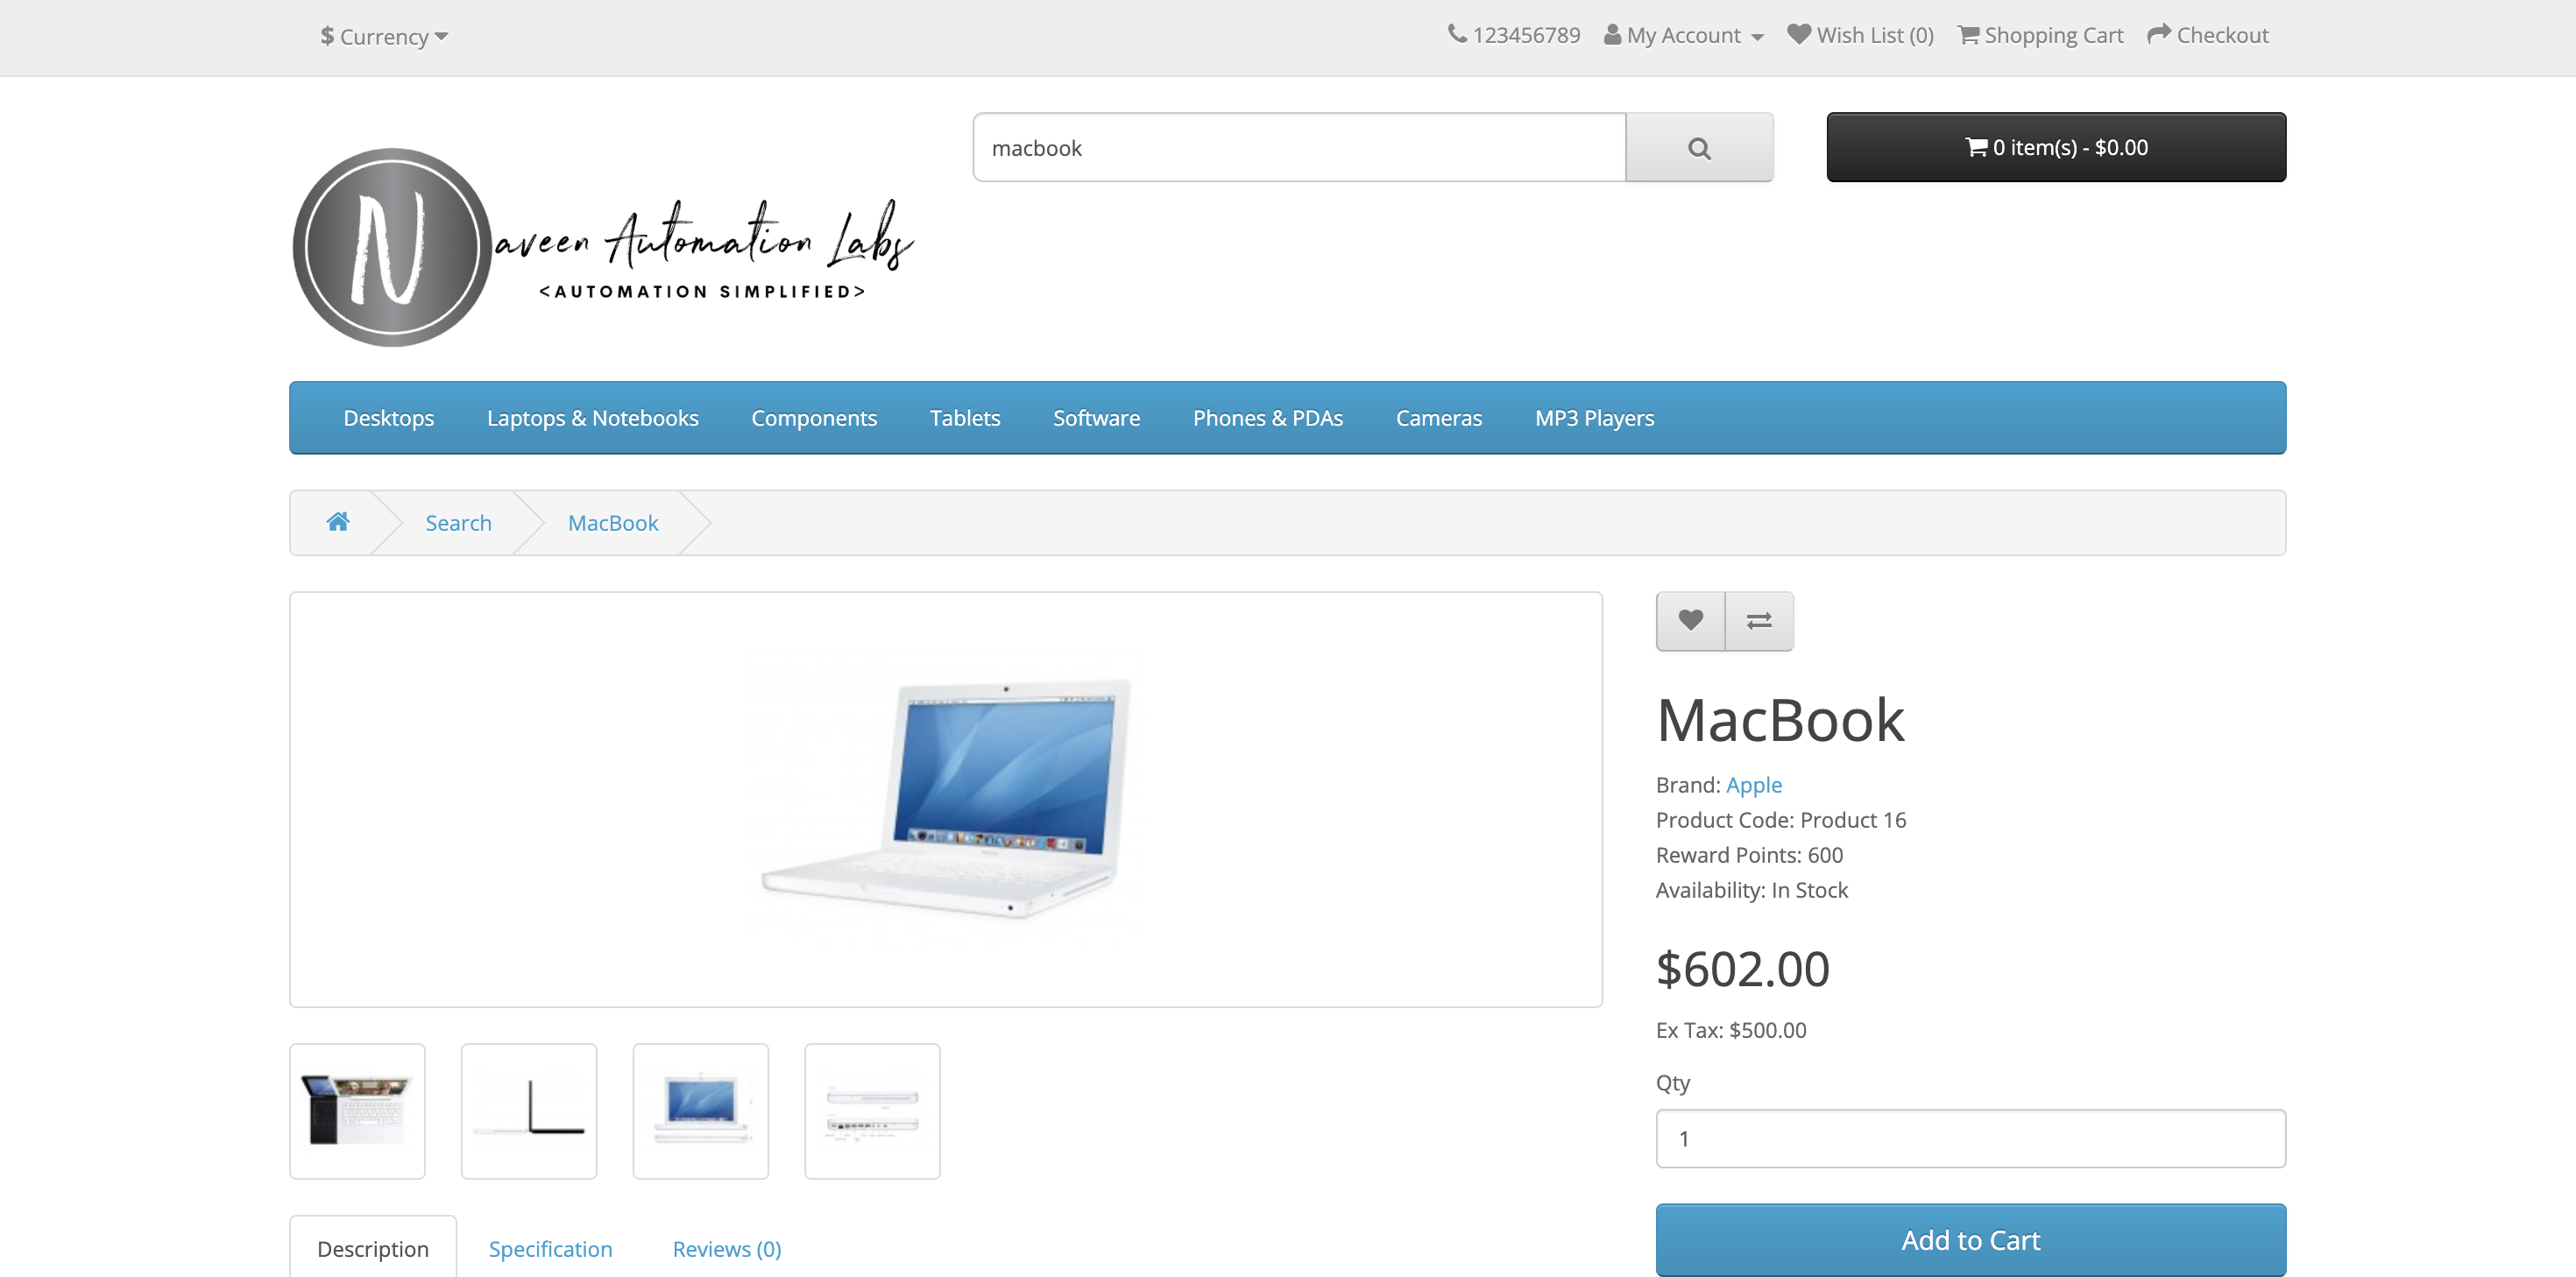 $ Currency
123456789 My Account Wish List (0) Shopping Cart Checkout
macbook
0 item(s) - $0.00
N
aveen Automation Labs
<AUTOMATION SIMPLIFIED>
Desktops Laptops & Notebooks Components Tablets Software Phones & PDAs Cameras MP3 Players
Search MacBook
MacBook
Brand: Apple
Product Code: Product 16
Reward Points: 600
Availability: In Stock
$602.00
Ex Tax: $500.00
Qty
1
Add to Cart
Description Specification Reviews (0)